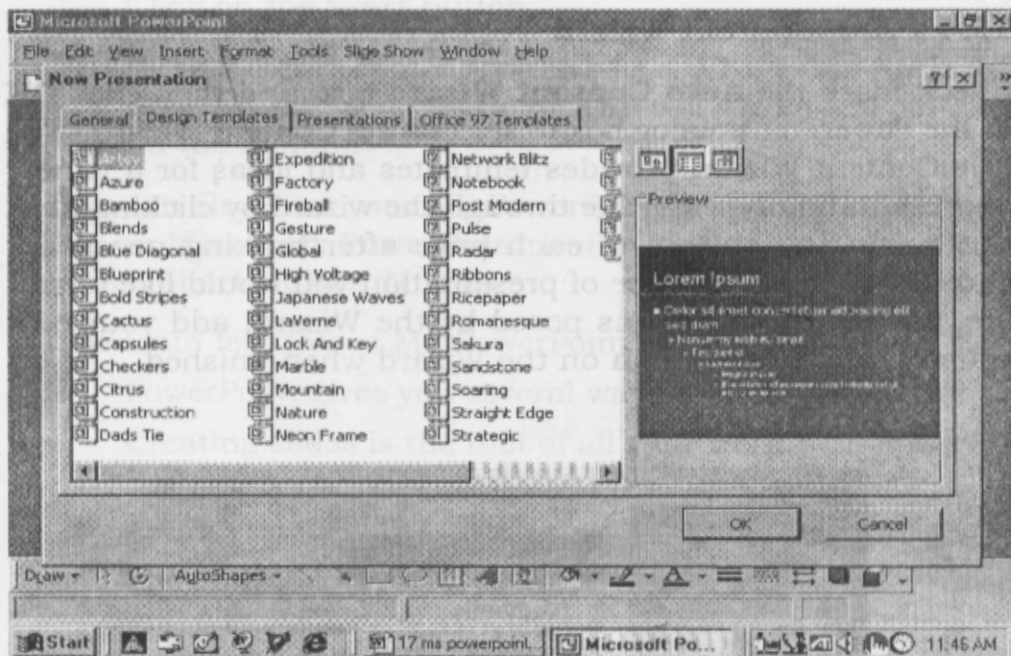 Microsoft PowerPoint
File Edit View Insert Format Tools Slide Show Window Help
New Presentation
General Design Templates Presentations Office 97 Templates
Artsy Expedition Network Blitz
Azure Factory Notebook
Bamboo Fireball Post Modern
Blends Gesture Pulse
Blue Diagonal Global Radar
Blueprint High Voltage Ribbons
Bold Stripes Japanese Waves Ricepaper
Cactus LaVerne Romanesque
Capsules Lock And Key Sakura
Checkers Marble Sandstone
Citrus Mountain Soaring
Construction Nature Straight Edge
Dads Tie Neon Frame Strategic
Preview
Lorem Ipsum
OK Cancel
Draw AutoShapes
Start 17 ms powerpoint... Microsoft Po... 11:46 AM